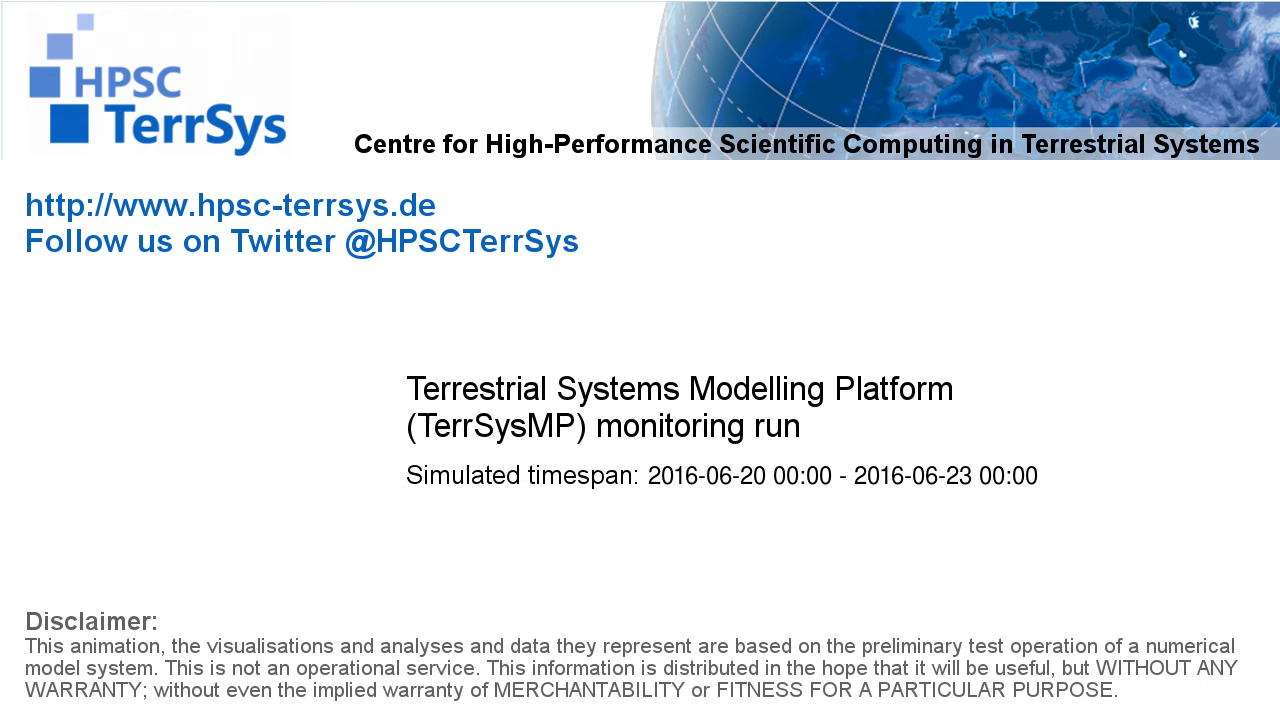 HPSC
TerrSys
Centre for High-Performance Scientific Computing in Terrestrial Systems
http://www.hpsc-terrsys.de
Follow us on Twitter @HPSCTerrSys
Terrestrial Systems Modelling Platform
(TerrSysMP) monitoring run
Simulated timespan: 2016-06-20 00:00 - 2016-06-23 00:00
Disclaimer:
This animation, the visualisations and analyses and data they represent are based on the preliminary test operation of a numerical
model system. This is not an operational service. This information is distributed in the hope that it will be useful, but WITHOUT ANY
WARRANTY; without even the implied warranty of MERCHANTABILITY or FITNESS FOR A PARTICULAR PURPOSE.